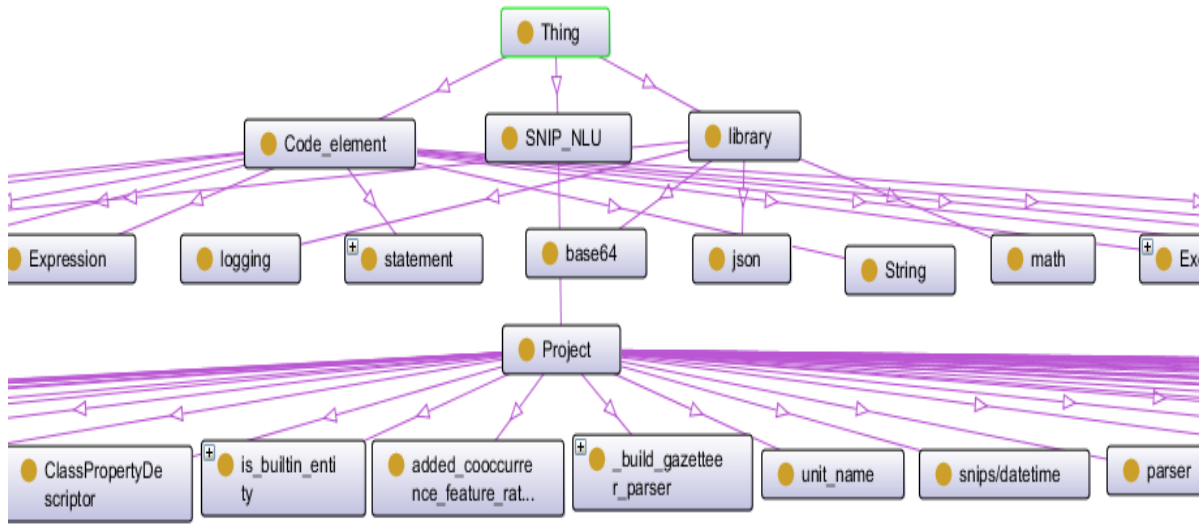 Thing
Code_element
SNIP_NLU
library
Expression
logging
statement
base64
json
String
math
Project
ClassPropertyDe
scriptor
is_builtin_enti
ty
added_cooccurre
nce_feature_rat...
_build_gazettee
r_parser
unit_name
snips/datetime
parser